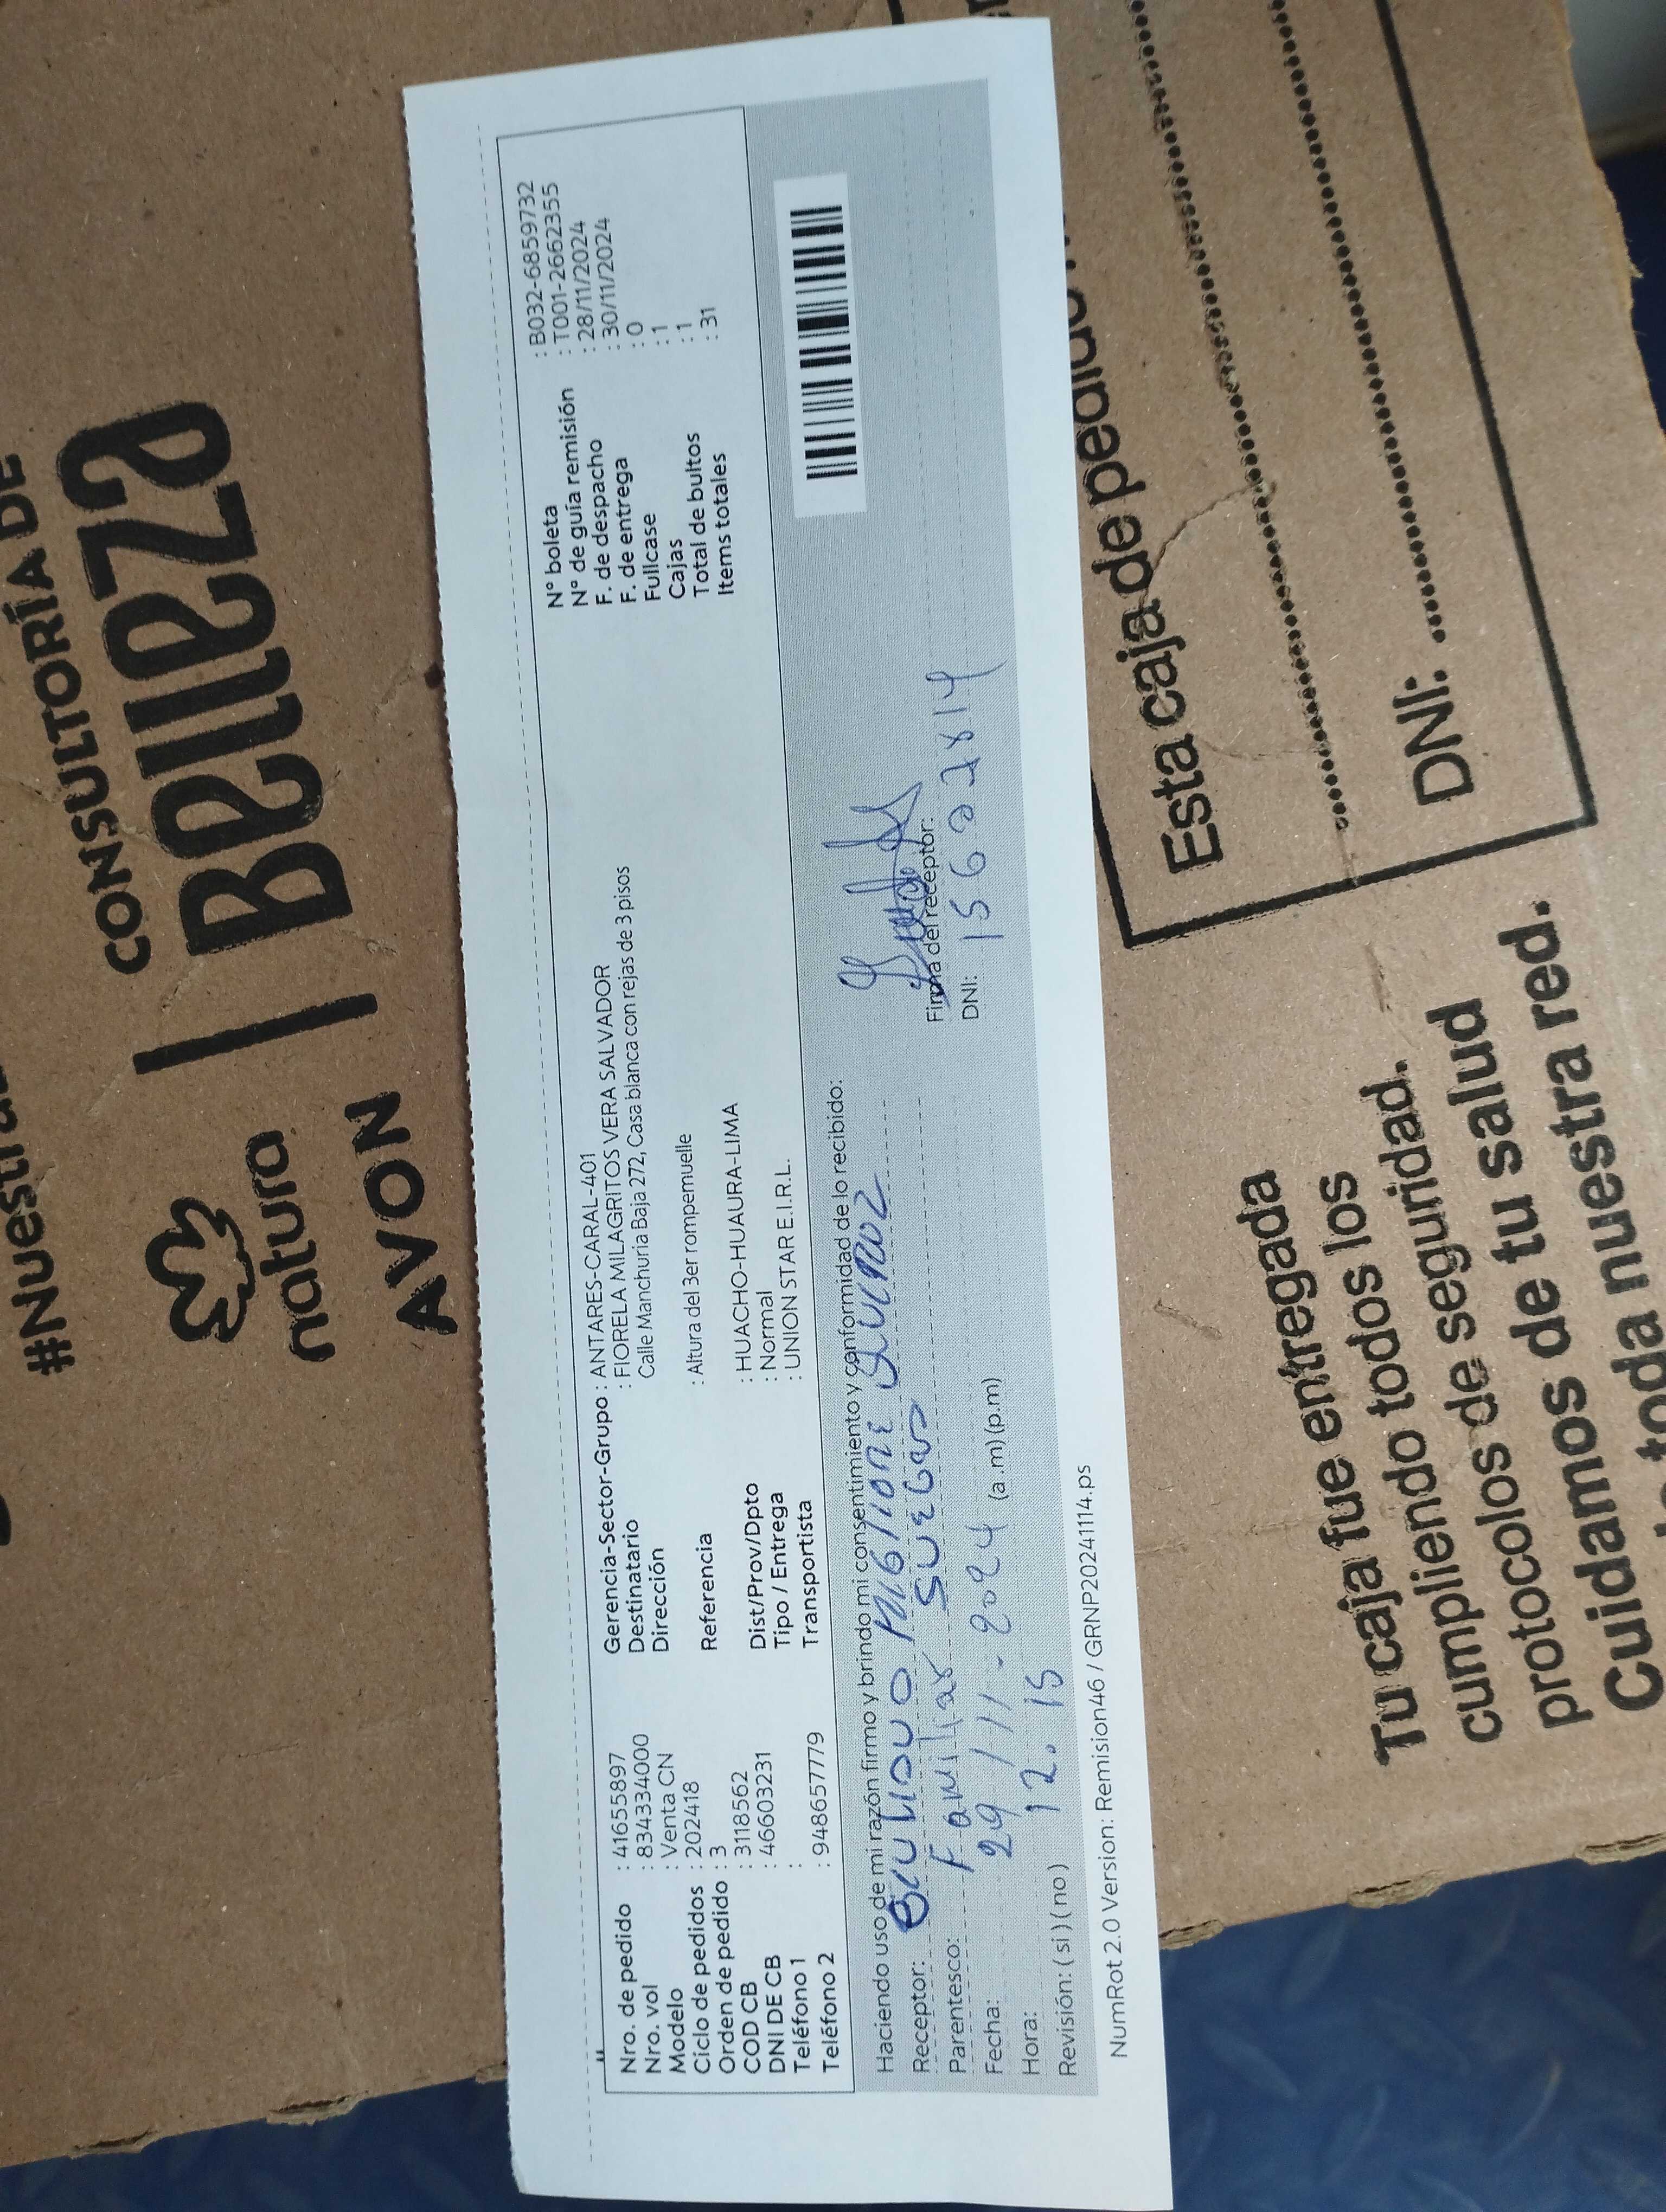 #Nuestra
CONSULTORÍA DE
Belleza
natura
AVON
Nro. de pedido : 41655897
Nro. vol : 83433400​0
Modelo : Venta CN
Ciclo de pedidos : 202418
Orden de pedido : 3
COD CB : 3118562
DNI DE CB : 46603231
Teléfono 1 :
Teléfono 2 : 948657779
Gerencia-Sector-Grupo : ANTARES-CARAL-401
Destinatario : FIORELA MILAGRITOS VERA SALVADOR
Dirección Calle Manchuria Baja 272, Casa blanca con rejas de 3 pisos
Referencia : Altura del 3er rompemuelle
Dist/Prov/Dpto : HUACHO-HUAURA-LIMA
Tipo / Entrega : Normal
Transportista : UNION STAR E.I.R.L.
N° boleta : B032-6859732
N° de guía remisión : T001-2662355
F. de despacho : 28/11/2024
F. de entrega : 30/11/2024
Fullcase : 0
Cajas : 1
Total de bultos : 1
Items totales : 31
Haciendo uso de mi razón firmo y brindo mi consentimiento y conformidad de lo recibido:
Receptor:
Parentesco: Familiar
Fecha: 29/11-2024
Hora: 12.15 (a.m) (p.m)
Revisión: ( si ) ( no )
Firma del receptor:
DNI: 15602814
NumRot 2.0 Version: Remision46 / GRNP20241114.ps
Tu caja fue entregada
cumpliendo todos los
protocolos de seguridad.
Cuidamos de tu salud
toda nuestra red.
Esta caja de pedido
DNI: